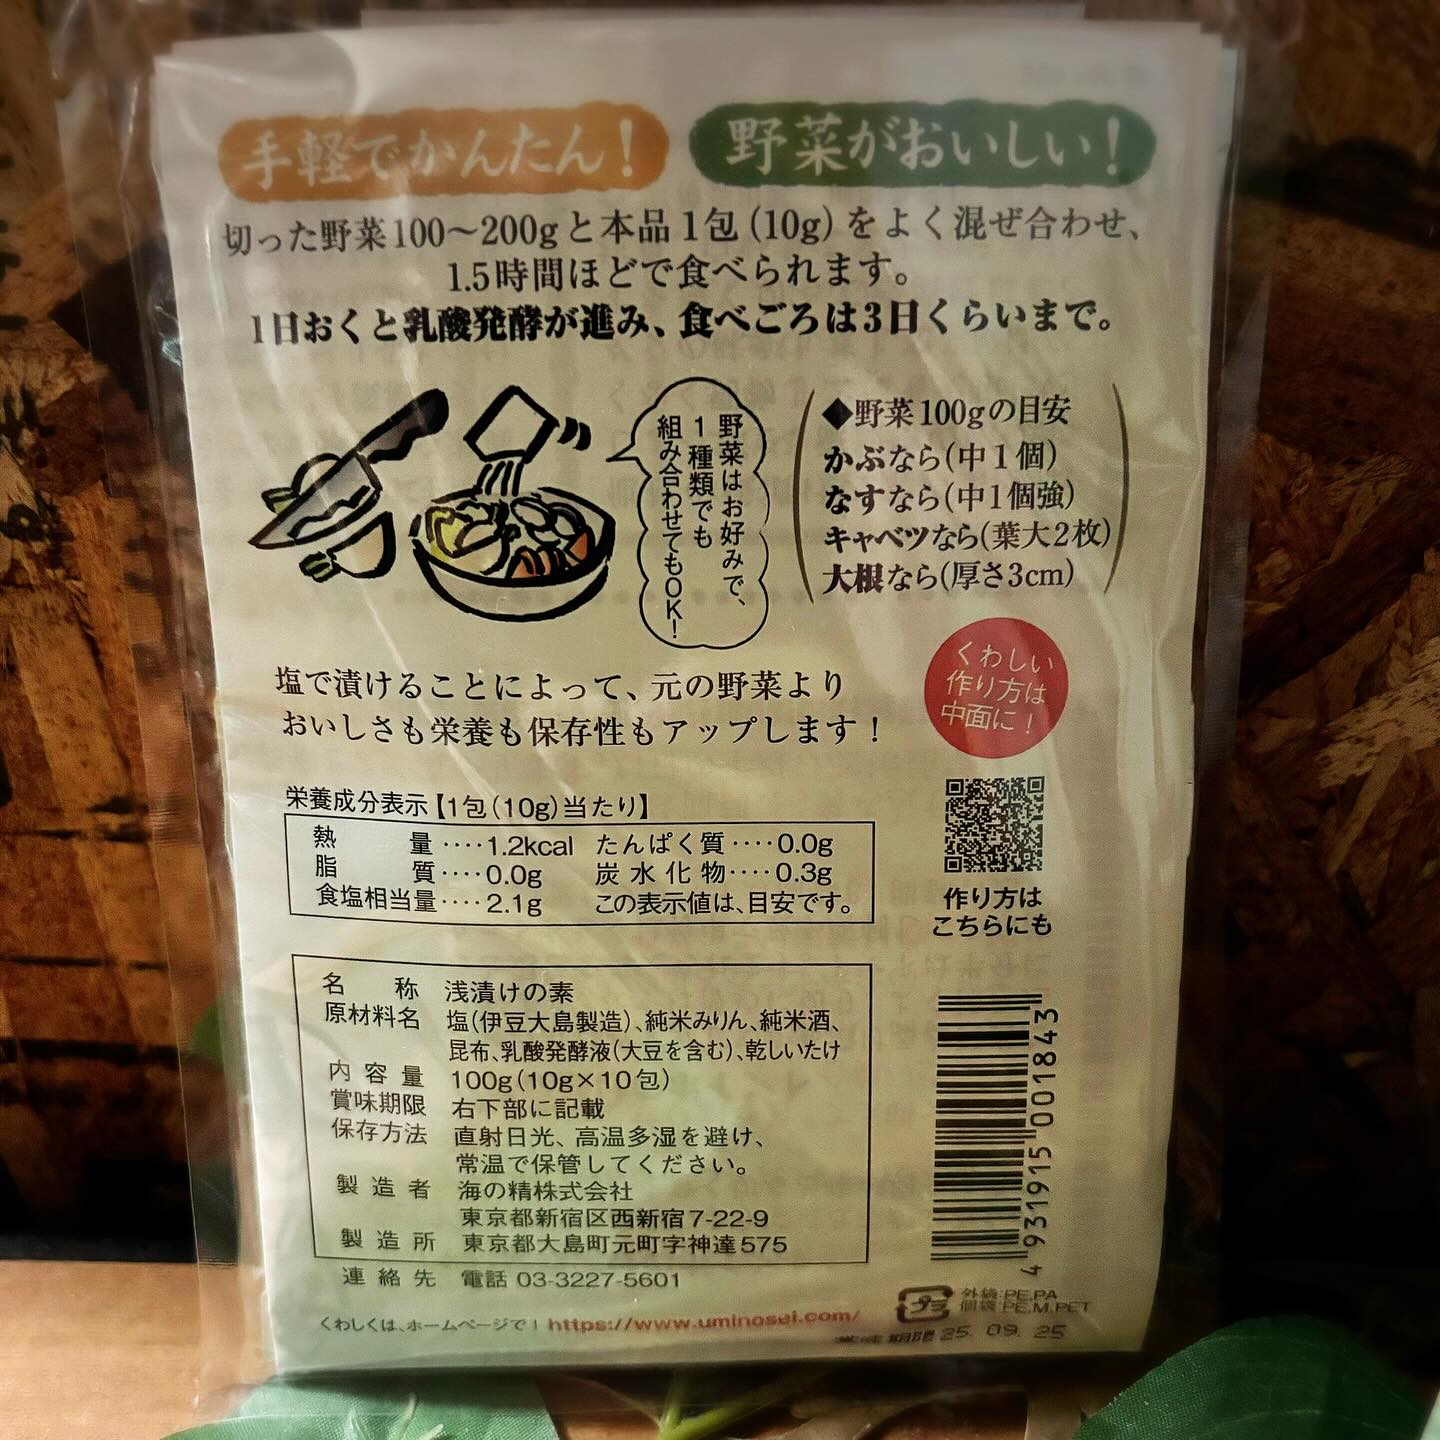 手軽でかんたん！
野菜がおいしい！
切った野菜100〜200gと本品1包(10g)をよく混ぜ合わせ、
1.5時間ほどで食べられます。
1日おくと乳酸発酵が進み、食べごろは3日くらいまで。
野菜はお好みで、
1種類でも
組み合わせてもOK!
◆野菜100gの目安
かぶなら(中1個)
なすなら(中1個強)
キャベツなら(葉大2枚)
大根なら(厚さ3cm)
塩で漬けることによって、元の野菜より
おいしさも栄養も保存性もアップします！
くわしい
作り方は
中面に！
栄養成分表示【1包(10g)当たり】
熱量‥‥1.2kcal たんぱく質‥‥0.0g
脂質‥‥0.0g 炭水化物‥‥0.3g
食塩相当量‥‥2.1g この表示値は、目安です。
作り方は
こちらにも
名称 浅漬けの素
原材料名 塩(伊豆大島製造)、純米みりん、純米酒、
昆布、乳酸発酵液(大豆を含む)、乾しいたけ
内容量 100g(10g×10包)
賞味期限 右下部に記載
保存方法 直射日光、高温多湿を避け、
常温で保管してください。
製造者 海の精株式会社
東京都新宿区西新宿7-22-9
製造所 東京都大島町元町字神達575
連絡先 電話 03-3227-5601
4 931915 001843
プラ
外袋:PE,PA
個袋:PE,M,PET
くわしくは、ホームページで！ https://www.uminosei.com/
賞味期限 25. 09. 25